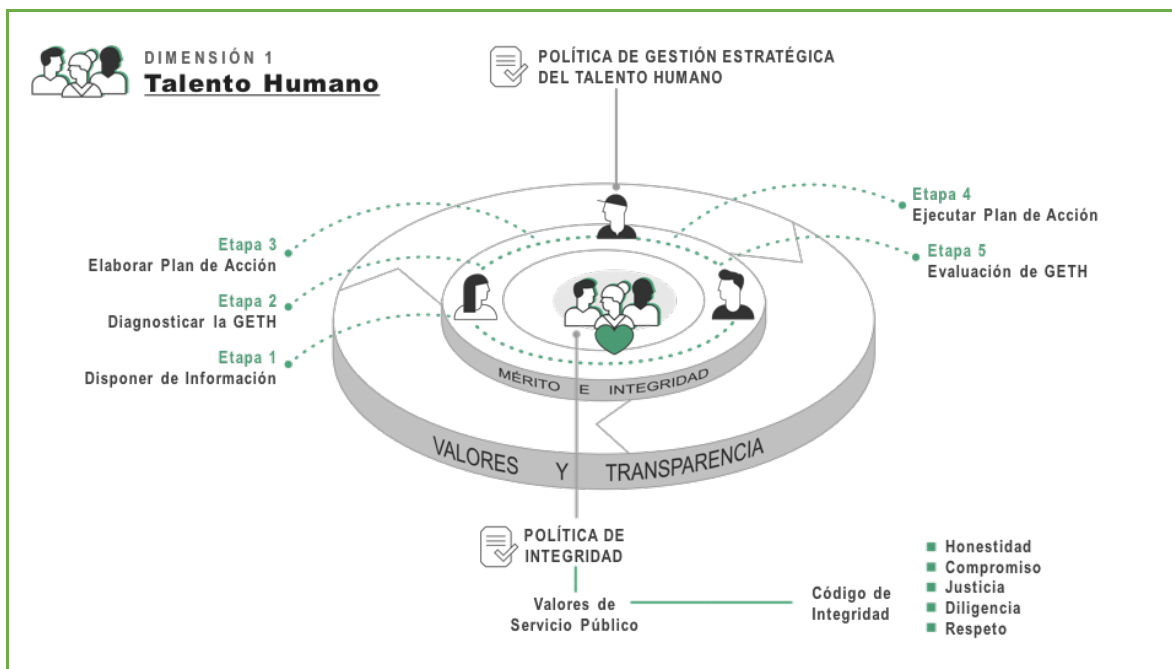 DIMENSIÓN 1
Talento Humano
POLÍTICA DE GESTIÓN ESTRATÉGICA
DEL TALENTO HUMANO
Etapa 3
Elaborar Plan de Acción
Etapa 2
Diagnosticar la GETH
Etapa 1
Disponer de Información
Etapa 4
Ejecutar Plan de Acción
Etapa 5
Evaluación de GETH
MÉRITO E INTEGRIDAD
VALORES Y TRANSPARENCIA
POLÍTICA DE
INTEGRIDAD
Valores de
Servicio Público
Código de
Integridad
Honestidad
Compromiso
Justicia
Diligencia
Respeto